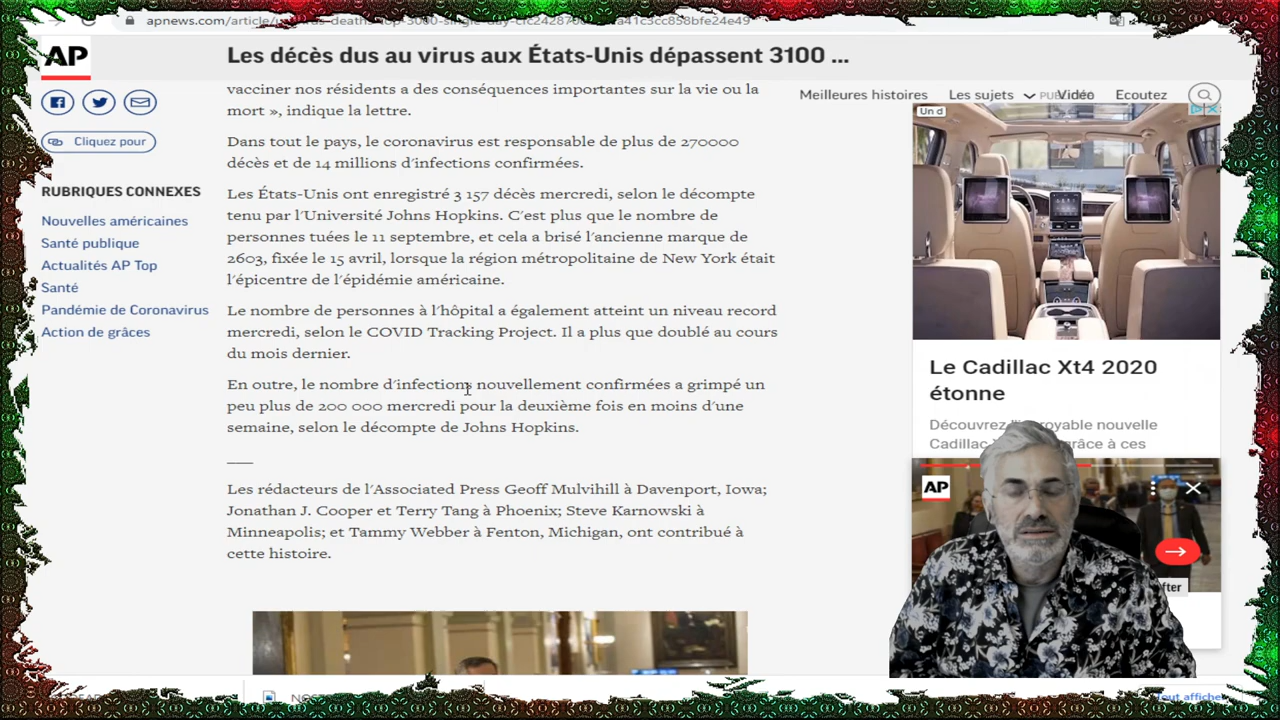 apnews.com/article/
AP
Les décès dus au virus aux États-Unis dépassent 3100 ...
Meilleures histoires
Les sujets
Vidéo
Ecoutez
Cliquez pour
RUBRIQUES CONNEXES
Nouvelles américaines
Santé publique
Actualités AP Top
Santé
Pandémie de Coronavirus
Action de grâces
vacciner nos résidents a des conséquences importantes sur la vie ou la
mort », indique la lettre.
Dans tout le pays, le coronavirus est responsable de plus de 270000
décès et de 14 millions d'infections confirmées.
Les États-Unis ont enregistré 3 157 décès mercredi, selon le décompte
tenu par l'Université Johns Hopkins. C'est plus que le nombre de
personnes tuées le 11 septembre, et cela a brisé l'ancienne marque de
2603, fixée le 15 avril, lorsque la région métropolitaine de New York était
l'épicentre de l'épidémie américaine.
Le nombre de personnes à l'hôpital a également atteint un niveau record
mercredi, selon le COVID Tracking Project. Il a plus que doublé au cours
du mois dernier.
En outre, le nombre d'infections nouvellement confirmées a grimpé un
peu plus de 200 000 mercredi pour la deuxième fois en moins d'une
semaine, selon le décompte de Johns Hopkins.
Les rédacteurs de l'Associated Press Geoff Mulvihill à Davenport, Iowa;
Jonathan J. Cooper et Terry Tang à Phoenix; Steve Karnowski à
Minneapolis; et Tammy Webber à Fenton, Michigan, ont contribué à
cette histoire.
Un d
Le Cadillac Xt4 2020
étonne
Découvrez nouvelle
Cadillac grâce à ces
AP